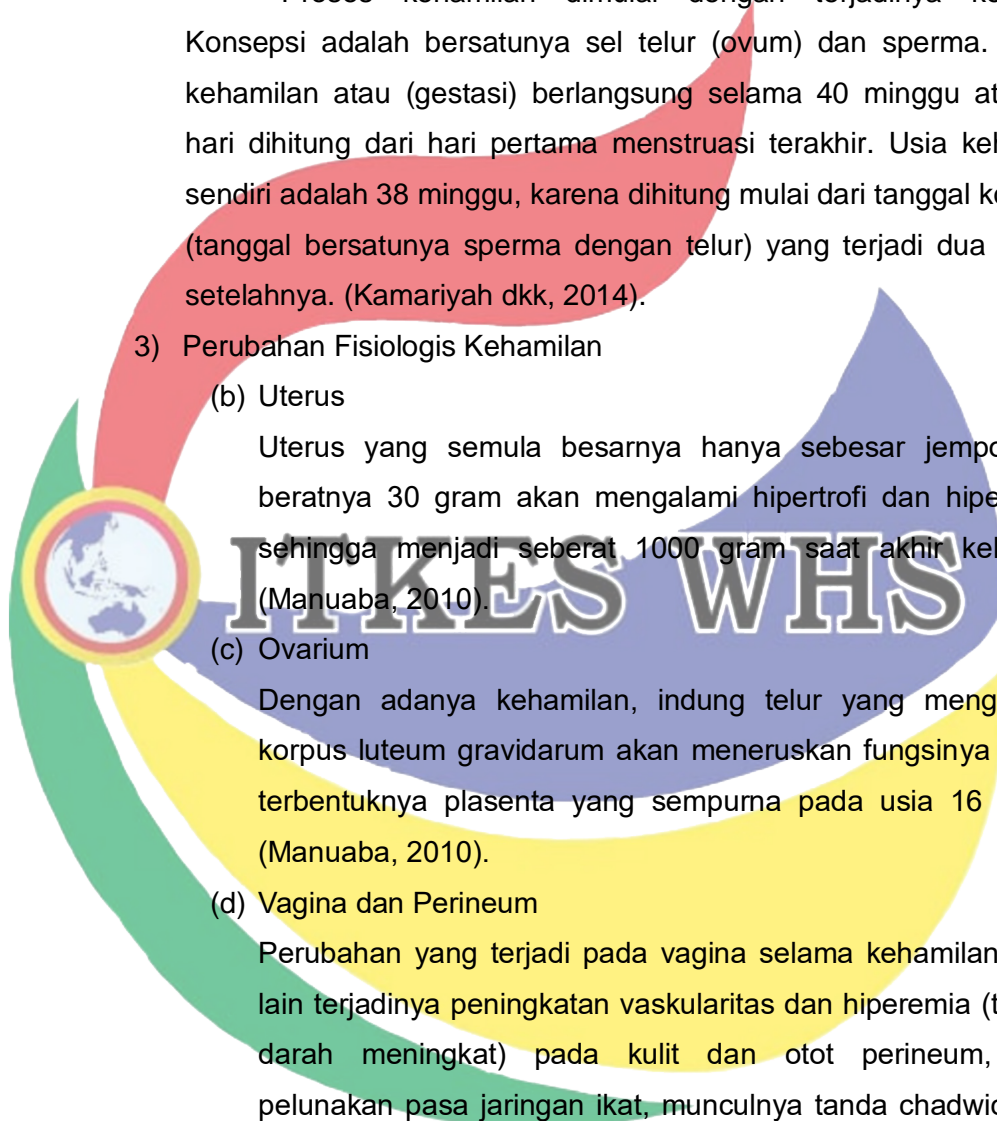 Konsepsi adalah bersatunya sel telur (ovum) dan sperma.
kehamilan atau (gestasi) berlangsung selama 40 minggu
hari dihitung dari hari pertama menstruasi terakhir. Usia
sendiri adalah 38 minggu, karena dihitung mulai dari tanggal
(tanggal bersatunya sperma dengan telur) yang terjadi dua
setelahnya. (Kamariyah dkk, 2014).
3) Perubahan Fisiologis Kehamilan
(b) Uterus
Uterus yang semula besarnya hanya sebesar
beratnya 30 gram akan mengalami hipertrofi dan
ITKES WHS
sehingga menjadi seberat 1000 gram saat akhir
(Manuaba, 2010).
(c) Ovarium
Dengan adanya kehamilan, indung telur yang
korpus luteum gravidarum akan meneruskan fungsinya
terbentuknya plasenta yang sempurna pada usia 16
(Manuaba, 2010).
(d) Vagina dan Perineum
Perubahan yang terjadi pada vagina selama kehamilan
lain terjadinya peningkatan vaskularitas dan hiperemia
darah meningkat) pada kulit dan otot perineum,
pelunakan pasa jaringan ikat, munculnya tanda